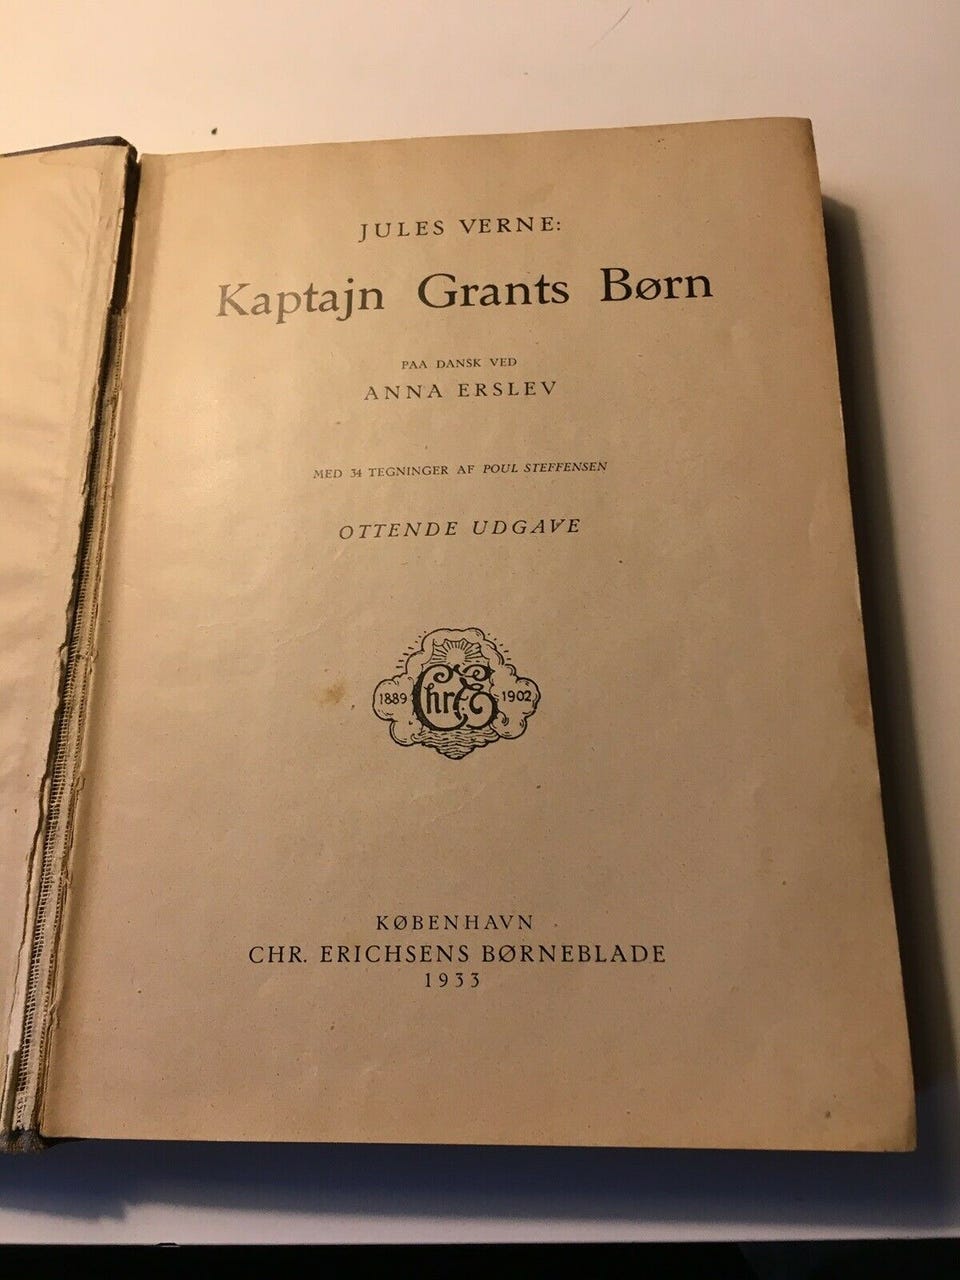 JULES VERNE:
Kaptajn Grants Børn
PAA DANSK VED
ANNA ERSLEV
MED 34 TEGNINGER AF POUL STEFFENSEN
OTTENDE UDGAVE
1889 Chr. E 1902
KØBENHAVN
CHR. ERICHSENS BØRNEBLADE
1933